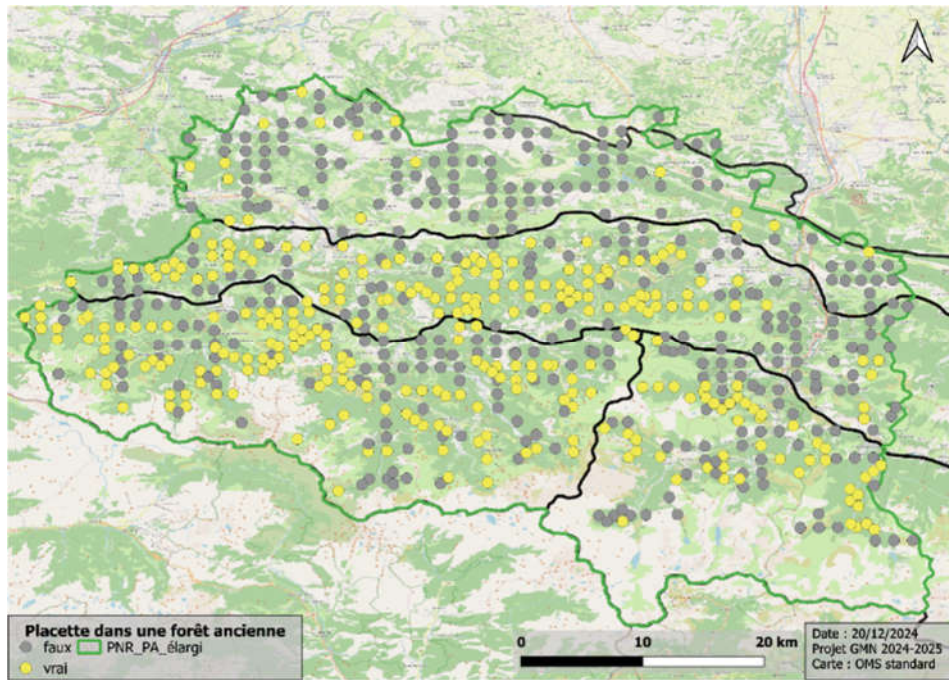 Placette dans une forêt ancienne
faux PNR_PA_élargi
vrai
0 10 20 km
Date : 20/12/2024
Projet GMN 2024-2025
Carte : OMS standard